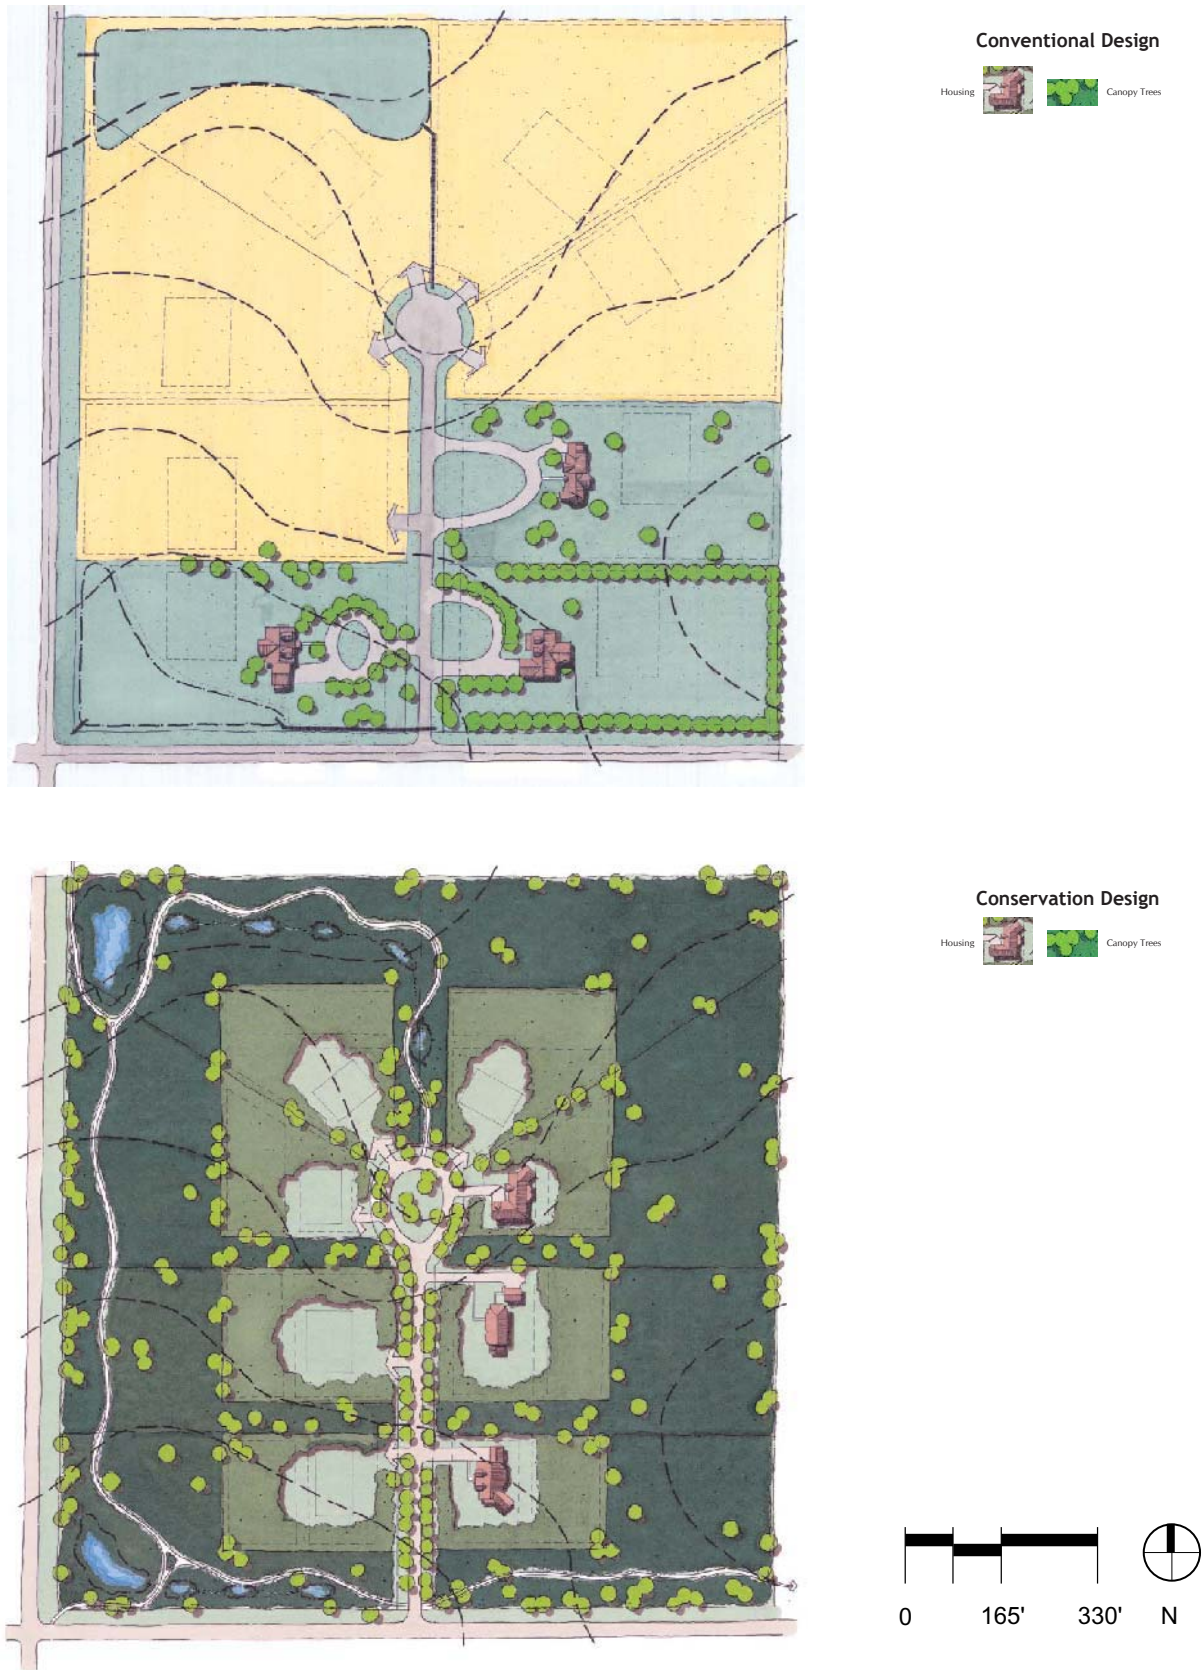 Conventional Design
Housing Canopy Trees
Conservation Design
Housing Canopy Trees
0 165' 330' N